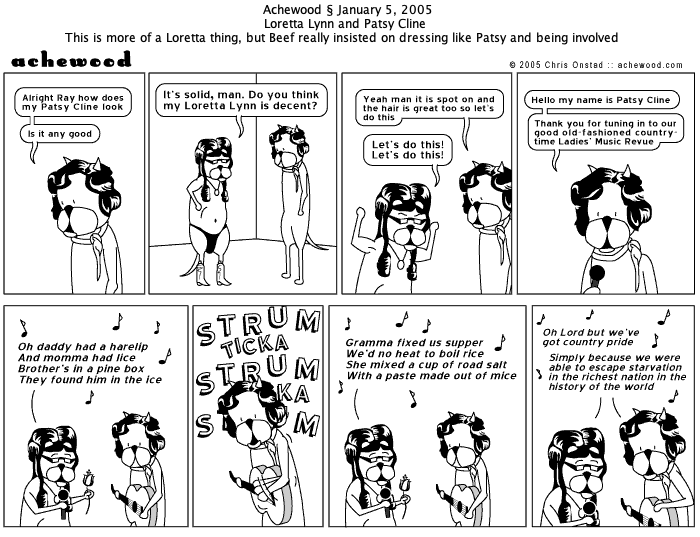 Achewood § January 5, 2005
Loretta Lynn and Patsy Cline
This is more of a Loretta thing, but Beef really insisted on dressing like Patsy and being involved
achewood
© 2005 Chris Onstad :: achewood.com
Alright Ray how does
my Patsy Cline look
Is it any good
It's solid, man. Do you think
my Loretta Lynn is decent?
Yeah man it is spot on and
the hair is great too so let's
do this
Let's do this!
Let's do this!
Hello my name is Patsy Cline
Thank you for tuning in to our
good old-fashioned country-
time Ladies' Music Revue
Oh daddy had a harelip
And momma had lice
Brother's in a pine box
They found him in the ice
STRUM
TICKA
STRUM
KA
S M
Gramma fixed us supper
We'd no heat to boil rice
She mixed a cup of road salt
With a paste made out of mice
Oh Lord but we've
got country pride
Simply because we were
able to escape starvation
in the richest nation in the
history of the world